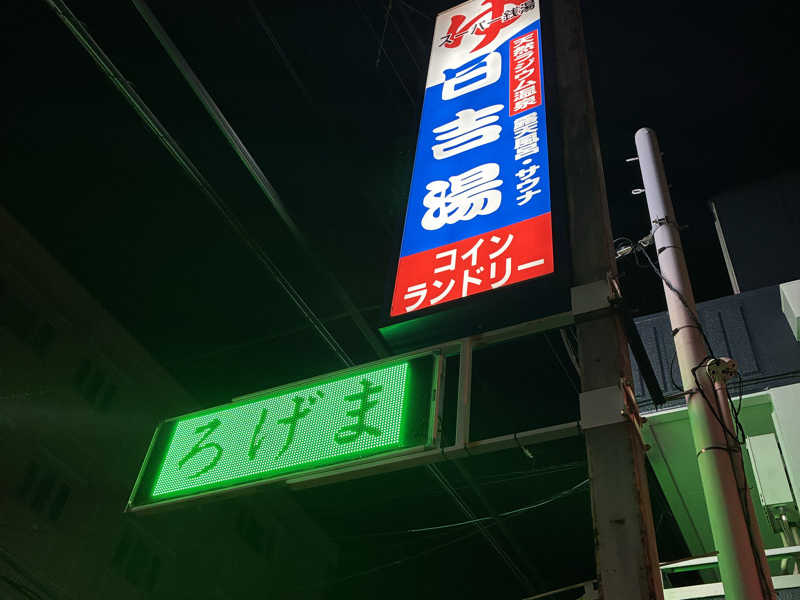 ゆ
スーパー銭湯
日吉湯
天然ラジウム温泉
露天風呂・サウナ
コイン
ランドリー
ろげま